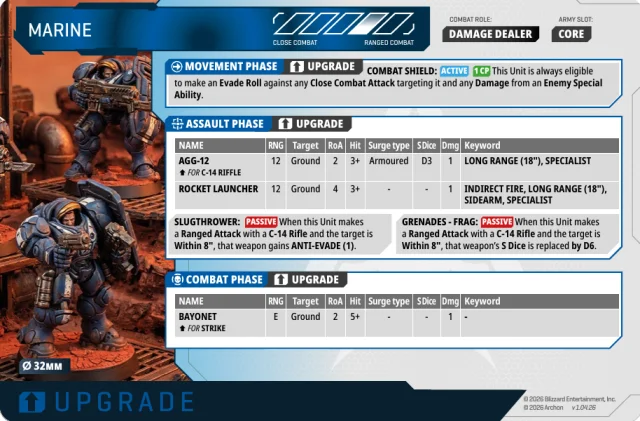 MARINE
CLOSE COMBAT
RANGED COMBAT
COMBAT ROLE:
DAMAGE DEALER
ARMY SLOT:
CORE
MOVEMENT PHASE UPGRADE COMBAT SHIELD: ACTIVE 1 CP This Unit is always eligible
to make an Evade Roll against any Close Combat Attack targeting it and any Damage from an Enemy Special
Ability.
ASSAULT PHASE UPGRADE
NAME RNG Target RoA Hit Surge type SDice Dmg Keyword
AGG-12 12 Ground 2 3+ Armoured D3 1 LONG RANGE (18"), SPECIALIST
FOR C-14 RIFFLE
ROCKET LAUNCHER 12 Ground 4 3+ - - 1 INDIRECT FIRE, LONG RANGE (18"),
SIDEARM, SPECIALIST
SLUGTHROWER: PASSIVE When this Unit makes
a Ranged Attack with a C-14 Rifle and the target is
Within 8", that weapon gains ANTI-EVADE (1).
GRENADES - FRAG: PASSIVE When this Unit makes
a Ranged Attack with a C-14 Rifle and the target is
Within 8", that weapon's S Dice is replaced by D6.
COMBAT PHASE UPGRADE
NAME RNG Target RoA Hit Surge type SDice Dmg Keyword
BAYONET E Ground 2 5+ - - 1 -
FOR STRIKE
Ø 32MM
UPGRADE
© 2026 Blizzard Entertainment, Inc.
© 2026 Archon v 1.04.26